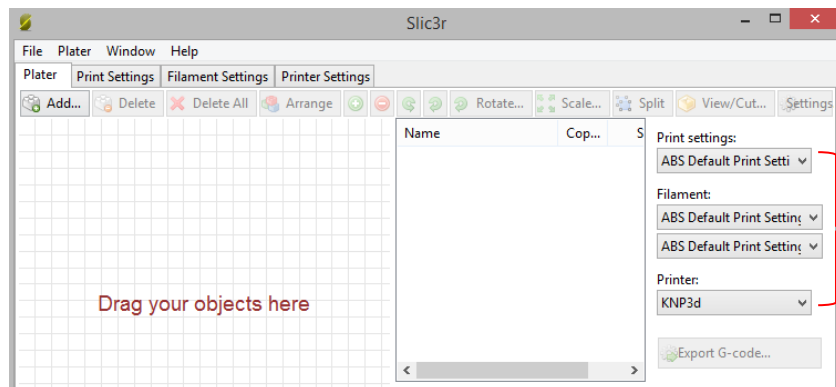 Slic3r
File Plater Window Help
Plater Print Settings Filament Settings Printer Settings
Add... Delete Delete All Arrange Rotate... Scale... Split View/Cut... Settings
Name Cop... S
Print settings:
ABS Default Print Setti
Filament:
ABS Default Print Setting
ABS Default Print Setting
Printer:
KNP3d
Drag your objects here
Export G-code...